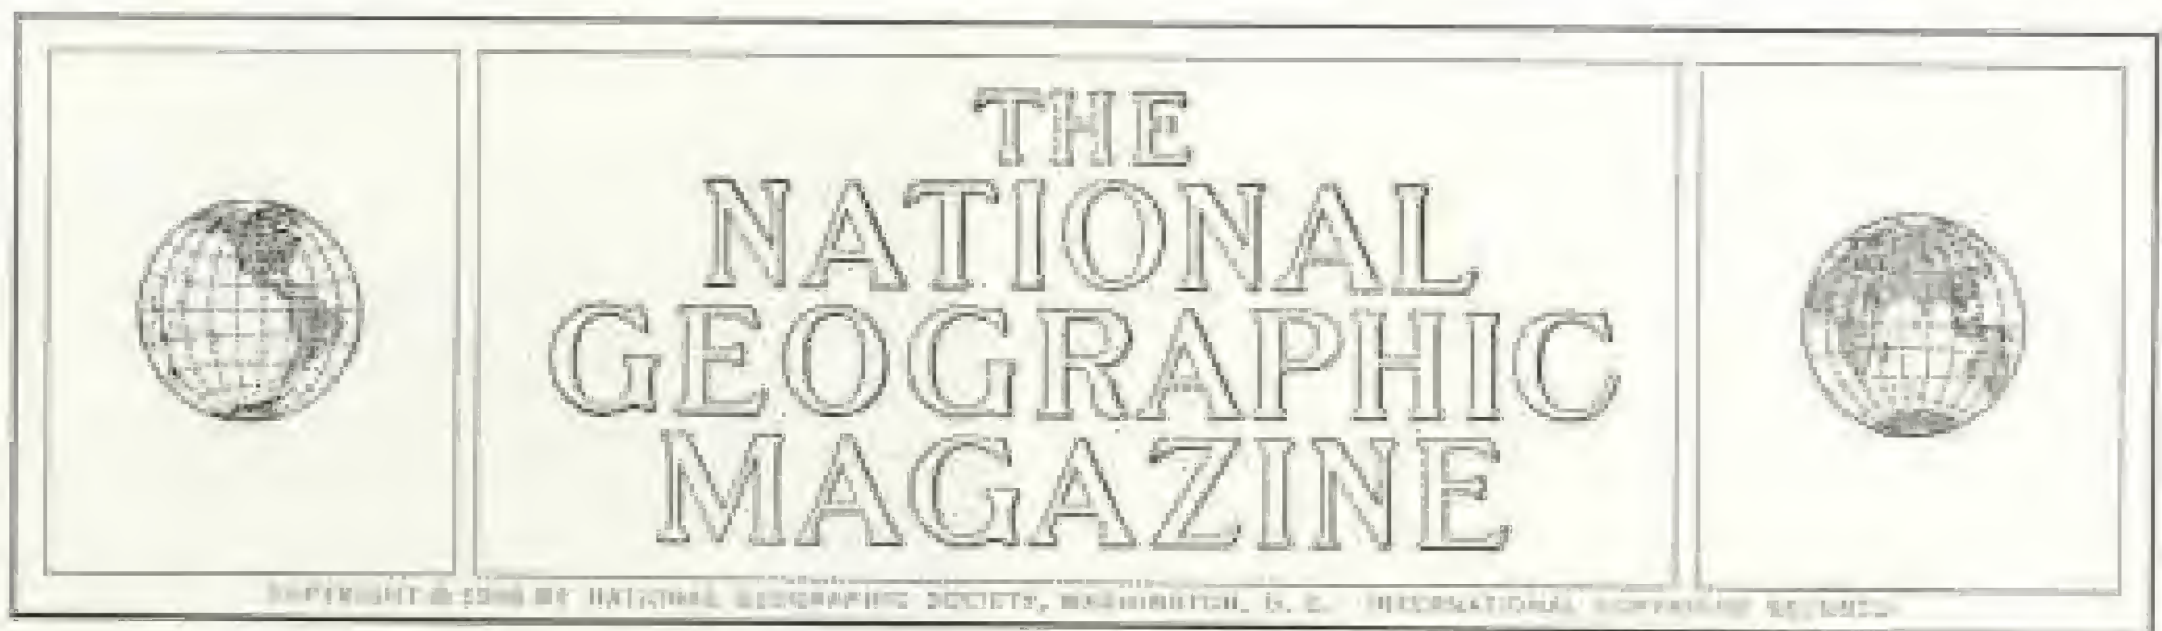 THE
NATIONAL
GEOGRAPHIC
MAGAZINE
COPYRIGHT © BY NATIONAL GEOGRAPHIC SOCIETY, WASHINGTON, D. C. INTERNATIONAL COPYRIGHT SECURED